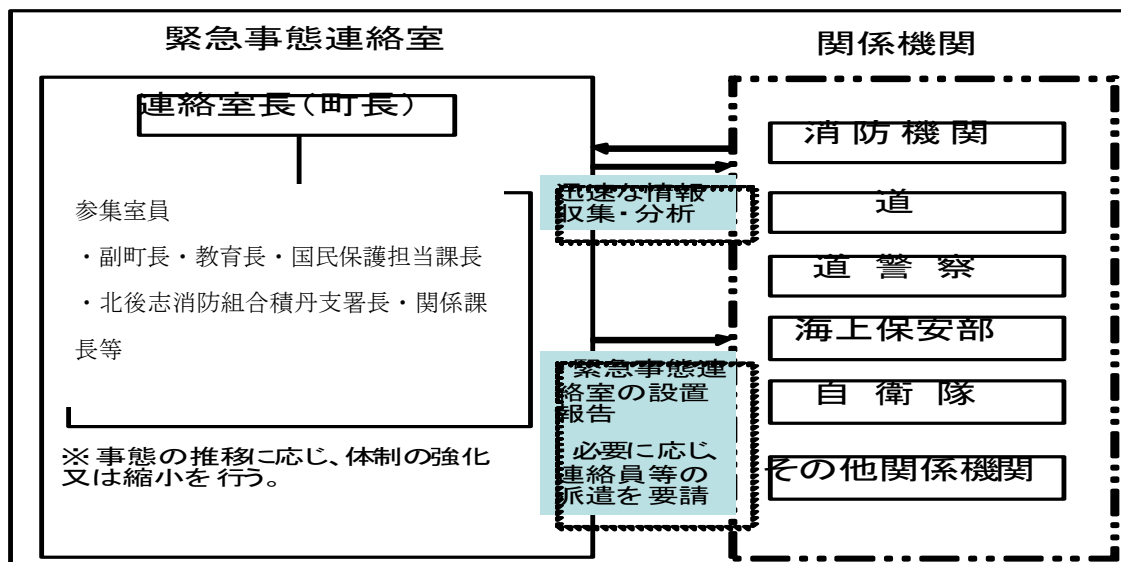 緊急事態連絡室
連絡室長(町長)
参集室員
・副町長・教育長・国民保護担当課長
・北後志消防組合積丹支署長・関係課
長等
※事態の推移に応じ、体制の強化
又は縮小を行う。
迅速な情報
収集・分析
緊急事態連
絡室の設置
報告
必要に応じ、
連絡員等の
派遣を要請
関係機関
消防機関
道
道警察
海上保安部
自衛隊
その他関係機関